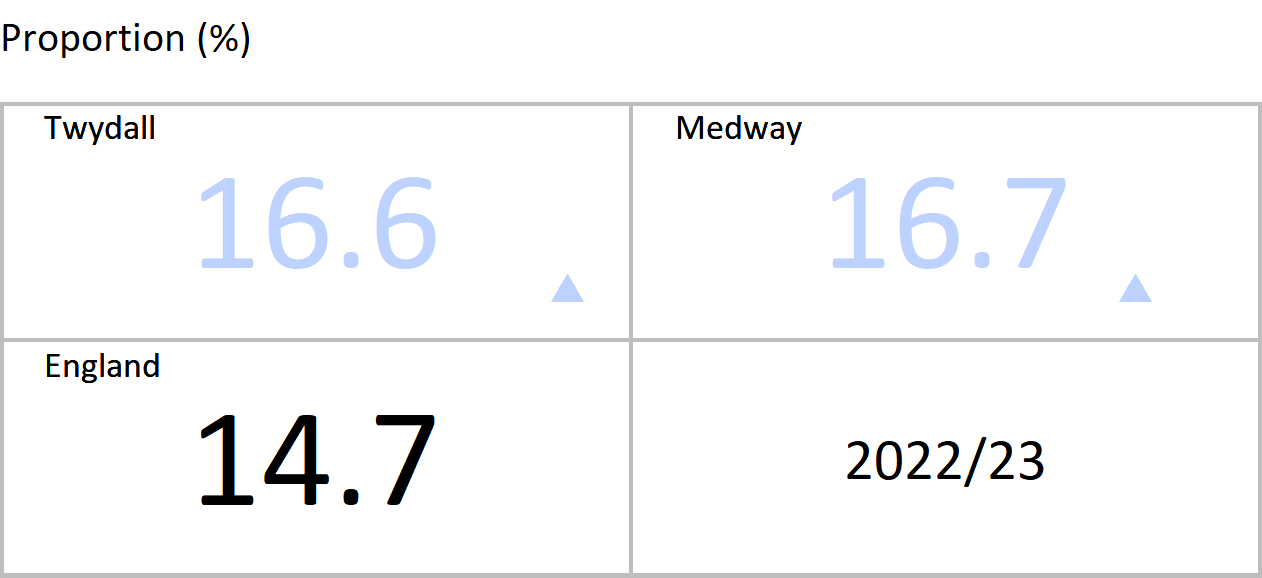 Proportion (%)
Twydall
16.6
Medway
16.7
England
14.7
2022/23